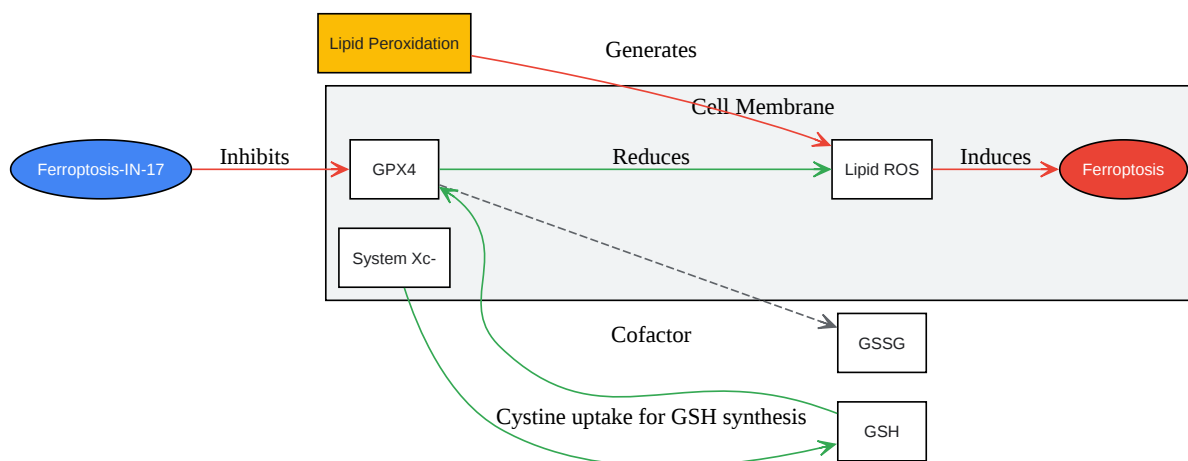 Lipid Peroxidation
Generates
Cell Membrane
Ferroptosis-IN-17
Inhibits
GPX4
Reduces
Lipid ROS
Induces
Ferroptosis
System Xc-
Cofactor
GSSG
Cystine uptake for GSH synthesis
GSH